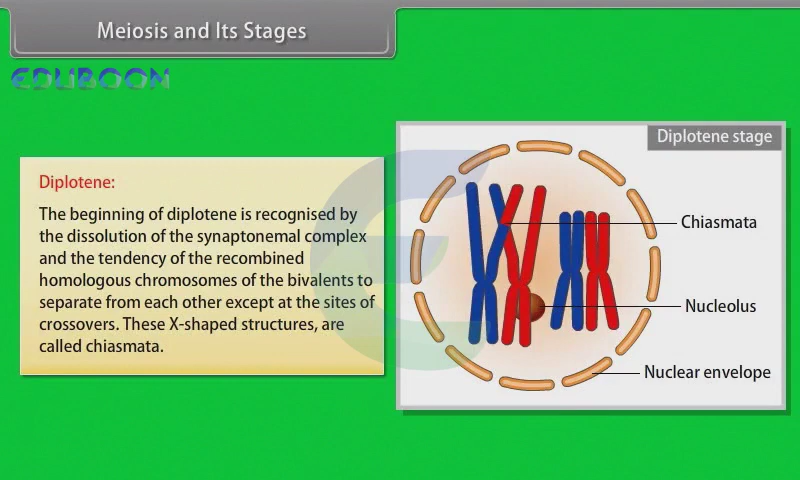 Meiosis and Its Stages
EDUBOON
Diplotene stage
Diplotene:
The beginning of diplotene is recognised by
the dissolution of the synaptonemal complex
and the tendency of the recombined
homologous chromosomes of the bivalents to
separate from each other except at the sites of
crossovers. These X-shaped structures, are
called chiasmata.
Chiasmata
Nucleolus
Nuclear envelope